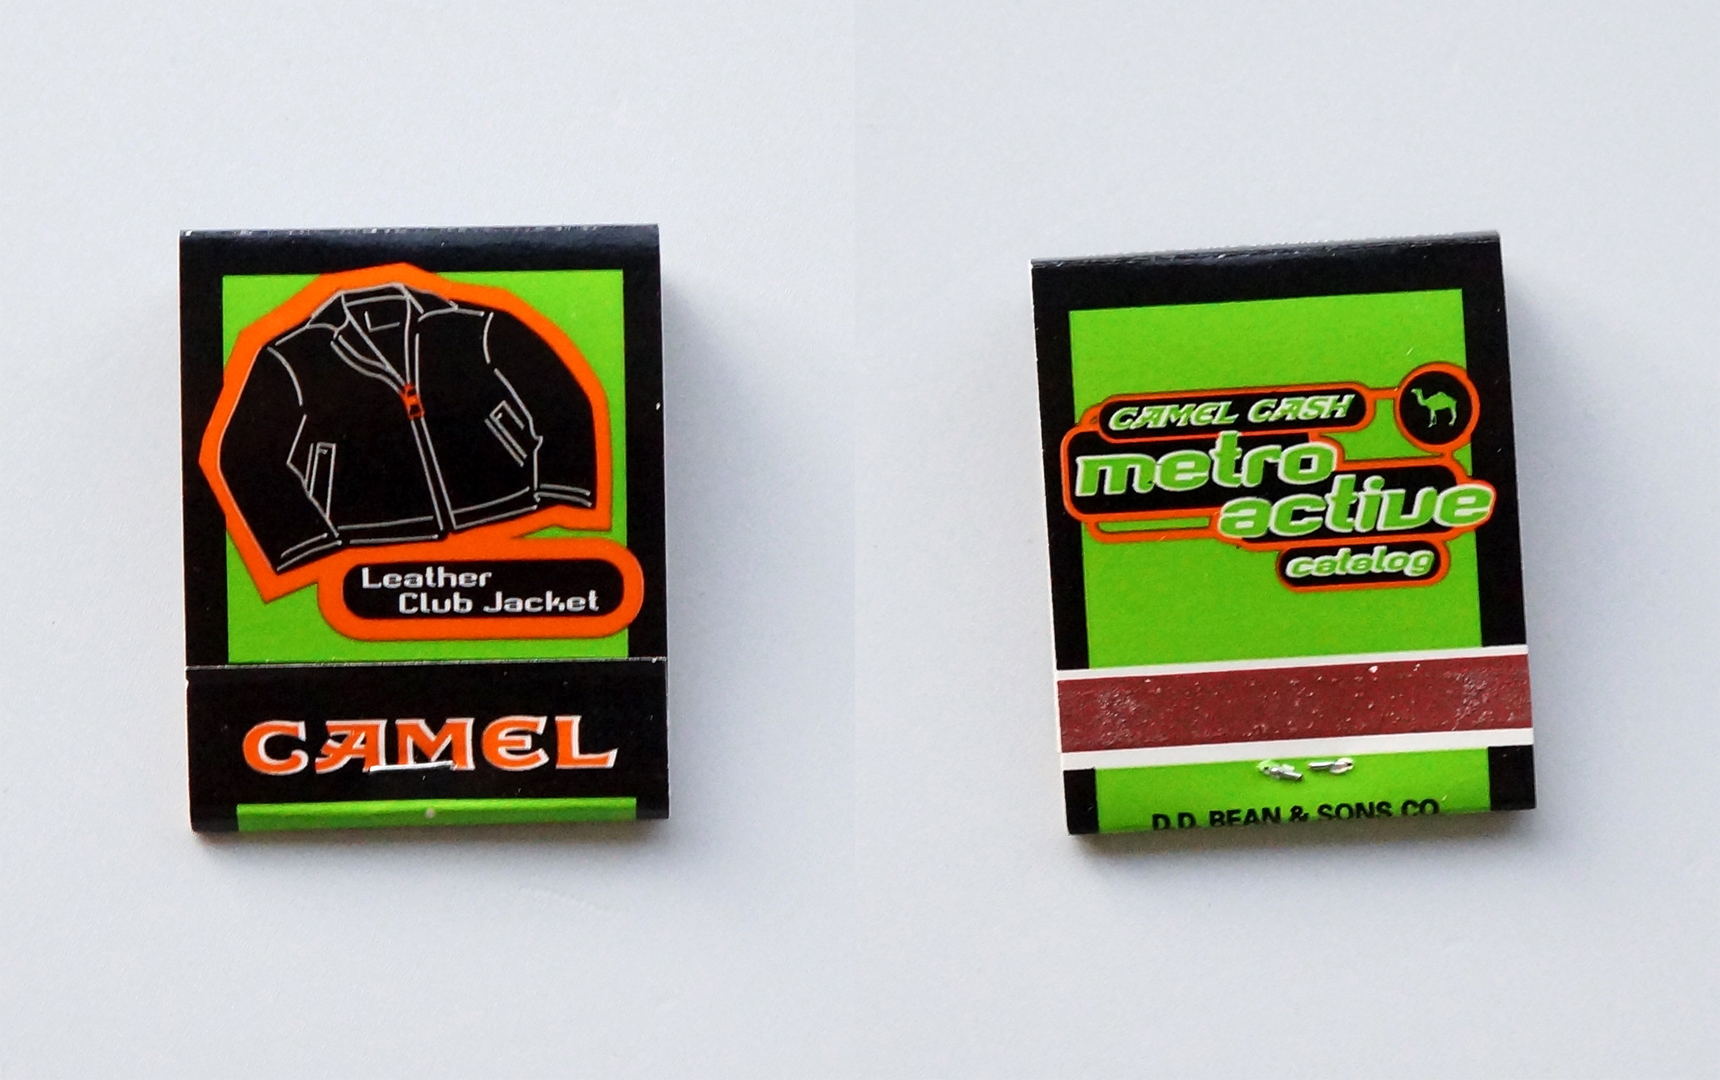 Leather
Club Jacket
CAMEL
CAMEL CASH
metro
active
catalog
D.D. BEAN & SONS CO